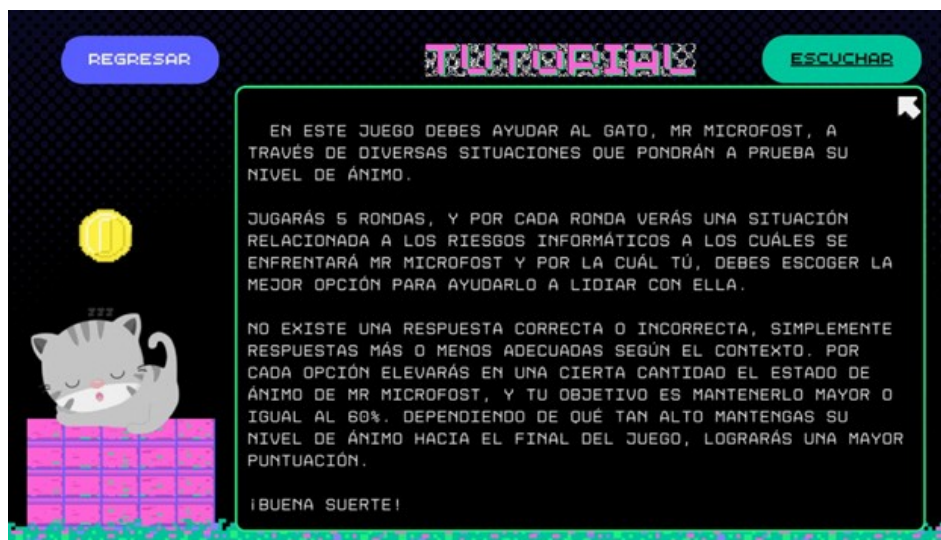 REGRESAR
TUTORIAL
ESCUCHAR
EN ESTE JUEGO DEBES AYUDAR AL GATO, MR MICROFOST, A
TRAVÉS DE DIVERSAS SITUACIONES QUE PONDRÁN A PRUEBA SU
NIVEL DE ÁNIMO.
JUGARÁS 5 RONDAS, Y POR CADA RONDA VERÁS UNA SITUACIÓN
RELACIONADA A LOS RIESGOS INFORMÁTICOS A LOS CUÁLES SE
ENFRENTARÁ MR MICROFOST Y POR LA CUÁL TÚ, DEBES ESCOGER LA
MEJOR OPCIÓN PARA AYUDARLO A LIDIAR CON ELLA.
NO EXISTE UNA RESPUESTA CORRECTA O INCORRECTA, SIMPLEMENTE
RESPUESTAS MÁS O MENOS ADECUADAS SEGÚN EL CONTEXTO. POR
CADA OPCIÓN ELEVARÁS EN UNA CIERTA CANTIDAD EL ESTADO DE
ÁNIMO DE MR MICROFOST, Y TU OBJETIVO ES MANTENERLO MAYOR O
IGUAL AL 60%. DEPENDIENDO DE QUÉ TAN ALTO MANTENGAS SU
NIVEL DE ÁNIMO HACIA EL FINAL DEL JUEGO, LOGRARÁS UNA MAYOR
PUNTUACIÓN.
¡BUENA SUERTE!
ZZZ